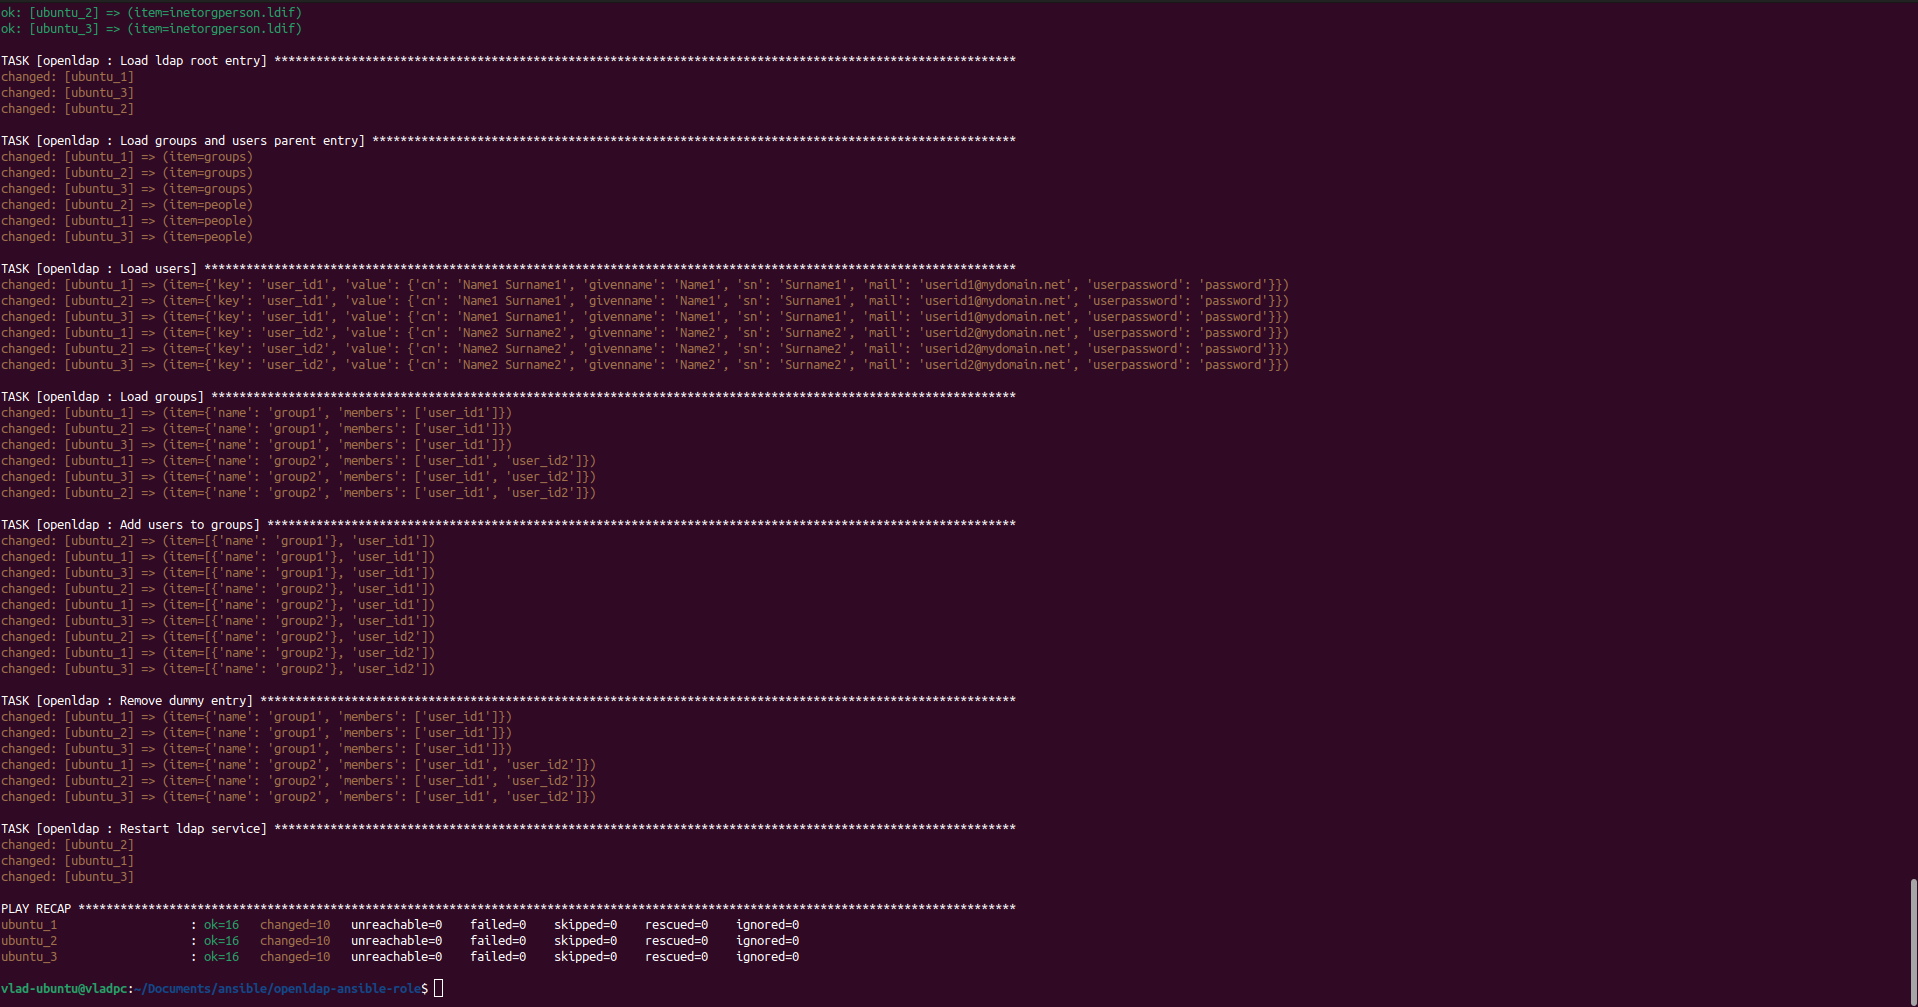 ok: [ubuntu_2] => (item=inetorgperson.ldif)
ok: [ubuntu_3] => (item=inetorgperson.ldif)

TASK [openldap : Load ldap root entry] **********************************************************************************************************
changed: [ubuntu_1]
changed: [ubuntu_3]
changed: [ubuntu_2]

TASK [openldap : Load groups and users parent entry] ********************************************************************************************
changed: [ubuntu_1] => (item=groups)
changed: [ubuntu_2] => (item=groups)
changed: [ubuntu_3] => (item=groups)
changed: [ubuntu_2] => (item=people)
changed: [ubuntu_1] => (item=people)
changed: [ubuntu_3] => (item=people)

TASK [openldap : Load users] ********************************************************************************************************************
changed: [ubuntu_1] => (item={'key': 'user_id1', 'value': {'cn': 'Name1 Surname1', 'givenname': 'Name1', 'sn': 'Surname1', 'mail': 'userid1@mydomain.net', 'userpassword': 'password'}})
changed: [ubuntu_2] => (item={'key': 'user_id1', 'value': {'cn': 'Name1 Surname1', 'givenname': 'Name1', 'sn': 'Surname1', 'mail': 'userid1@mydomain.net', 'userpassword': 'password'}})
changed: [ubuntu_3] => (item={'key': 'user_id1', 'value': {'cn': 'Name1 Surname1', 'givenname': 'Name1', 'sn': 'Surname1', 'mail': 'userid1@mydomain.net', 'userpassword': 'password'}})
changed: [ubuntu_1] => (item={'key': 'user_id2', 'value': {'cn': 'Name2 Surname2', 'givenname': 'Name2', 'sn': 'Surname2', 'mail': 'userid2@mydomain.net', 'userpassword': 'password'}})
changed: [ubuntu_2] => (item={'key': 'user_id2', 'value': {'cn': 'Name2 Surname2', 'givenname': 'Name2', 'sn': 'Surname2', 'mail': 'userid2@mydomain.net', 'userpassword': 'password'}})
changed: [ubuntu_3] => (item={'key': 'user_id2', 'value': {'cn': 'Name2 Surname2', 'givenname': 'Name2', 'sn': 'Surname2', 'mail': 'userid2@mydomain.net', 'userpassword': 'password'}})

TASK [openldap : Load groups] *******************************************************************************************************************
changed: [ubuntu_1] => (item={'name': 'group1', 'members': ['user_id1']})
changed: [ubuntu_2] => (item={'name': 'group1', 'members': ['user_id1']})
changed: [ubuntu_3] => (item={'name': 'group1', 'members': ['user_id1']})
changed: [ubuntu_1] => (item={'name': 'group2', 'members': ['user_id1', 'user_id2']})
changed: [ubuntu_3] => (item={'name': 'group2', 'members': ['user_id1', 'user_id2']})
changed: [ubuntu_2] => (item={'name': 'group2', 'members': ['user_id1', 'user_id2']})

TASK [openldap : Add users to groups] ***********************************************************************************************************
changed: [ubuntu_2] => (item=[{'name': 'group1'}, 'user_id1'])
changed: [ubuntu_1] => (item=[{'name': 'group1'}, 'user_id1'])
changed: [ubuntu_3] => (item=[{'name': 'group1'}, 'user_id1'])
changed: [ubuntu_2] => (item=[{'name': 'group2'}, 'user_id1'])
changed: [ubuntu_1] => (item=[{'name': 'group2'}, 'user_id1'])
changed: [ubuntu_3] => (item=[{'name': 'group2'}, 'user_id1'])
changed: [ubuntu_2] => (item=[{'name': 'group2'}, 'user_id2'])
changed: [ubuntu_1] => (item=[{'name': 'group2'}, 'user_id2'])
changed: [ubuntu_3] => (item=[{'name': 'group2'}, 'user_id2'])

TASK [openldap : Remove dummy entry] ************************************************************************************************************
changed: [ubuntu_1] => (item={'name': 'group1', 'members': ['user_id1']})
changed: [ubuntu_2] => (item={'name': 'group1', 'members': ['user_id1']})
changed: [ubuntu_3] => (item={'name': 'group1', 'members': ['user_id1']})
changed: [ubuntu_1] => (item={'name': 'group2', 'members': ['user_id1', 'user_id2']})
changed: [ubuntu_2] => (item={'name': 'group2', 'members': ['user_id1', 'user_id2']})
changed: [ubuntu_3] => (item={'name': 'group2', 'members': ['user_id1', 'user_id2']})

TASK [openldap : Restart ldap service] **********************************************************************************************************
changed: [ubuntu_2]
changed: [ubuntu_1]
changed: [ubuntu_3]

PLAY RECAP **************************************************************************************************************************************
ubuntu_1                   : ok=16   changed=10   unreachable=0    failed=0    skipped=0    rescued=0    ignored=0
ubuntu_2                   : ok=16   changed=10   unreachable=0    failed=0    skipped=0    rescued=0    ignored=0
ubuntu_3                   : ok=16   changed=10   unreachable=0    failed=0    skipped=0    rescued=0    ignored=0

vlad-ubuntu@vladpc:~/Documents/ansible/openldap-ansible-role$